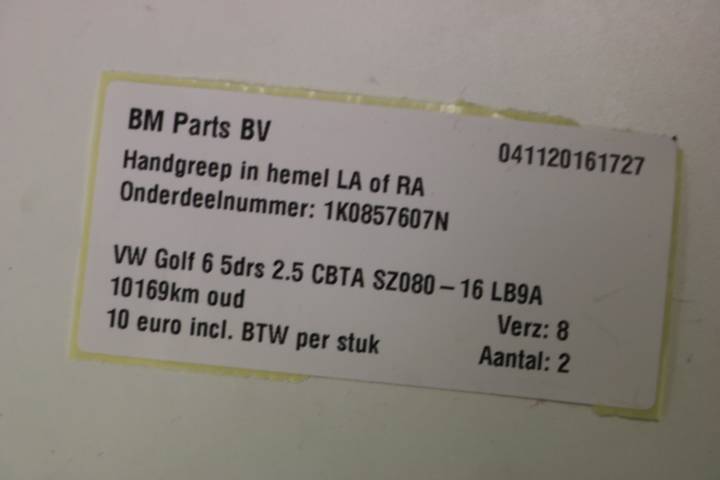 BM Parts BV
041120161727
Handgreep in hemel LA of RA
Onderdeelnummer: 1K0857607N
VW Golf 6 5drs 2.5 CBTA SZ080-16 LB9A
10169km oud
Verz: 8
10 euro incl. BTW per stuk
Aantal: 2